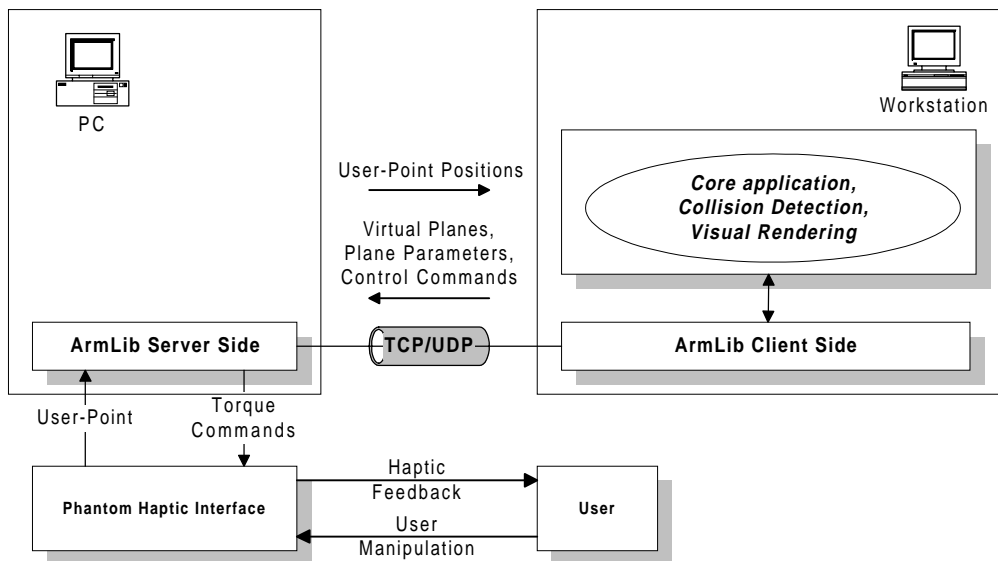 PC
Workstation
User-Point Positions
Virtual Planes,
Plane Parameters,
Control Commands
Core application,
Collision Detection,
Visual Rendering
ArmLib Server Side
TCP/UDP
ArmLib Client Side
User-Point
Torque
Commands
Phantom Haptic Interface
Haptic
Feedback
User
Manipulation
User